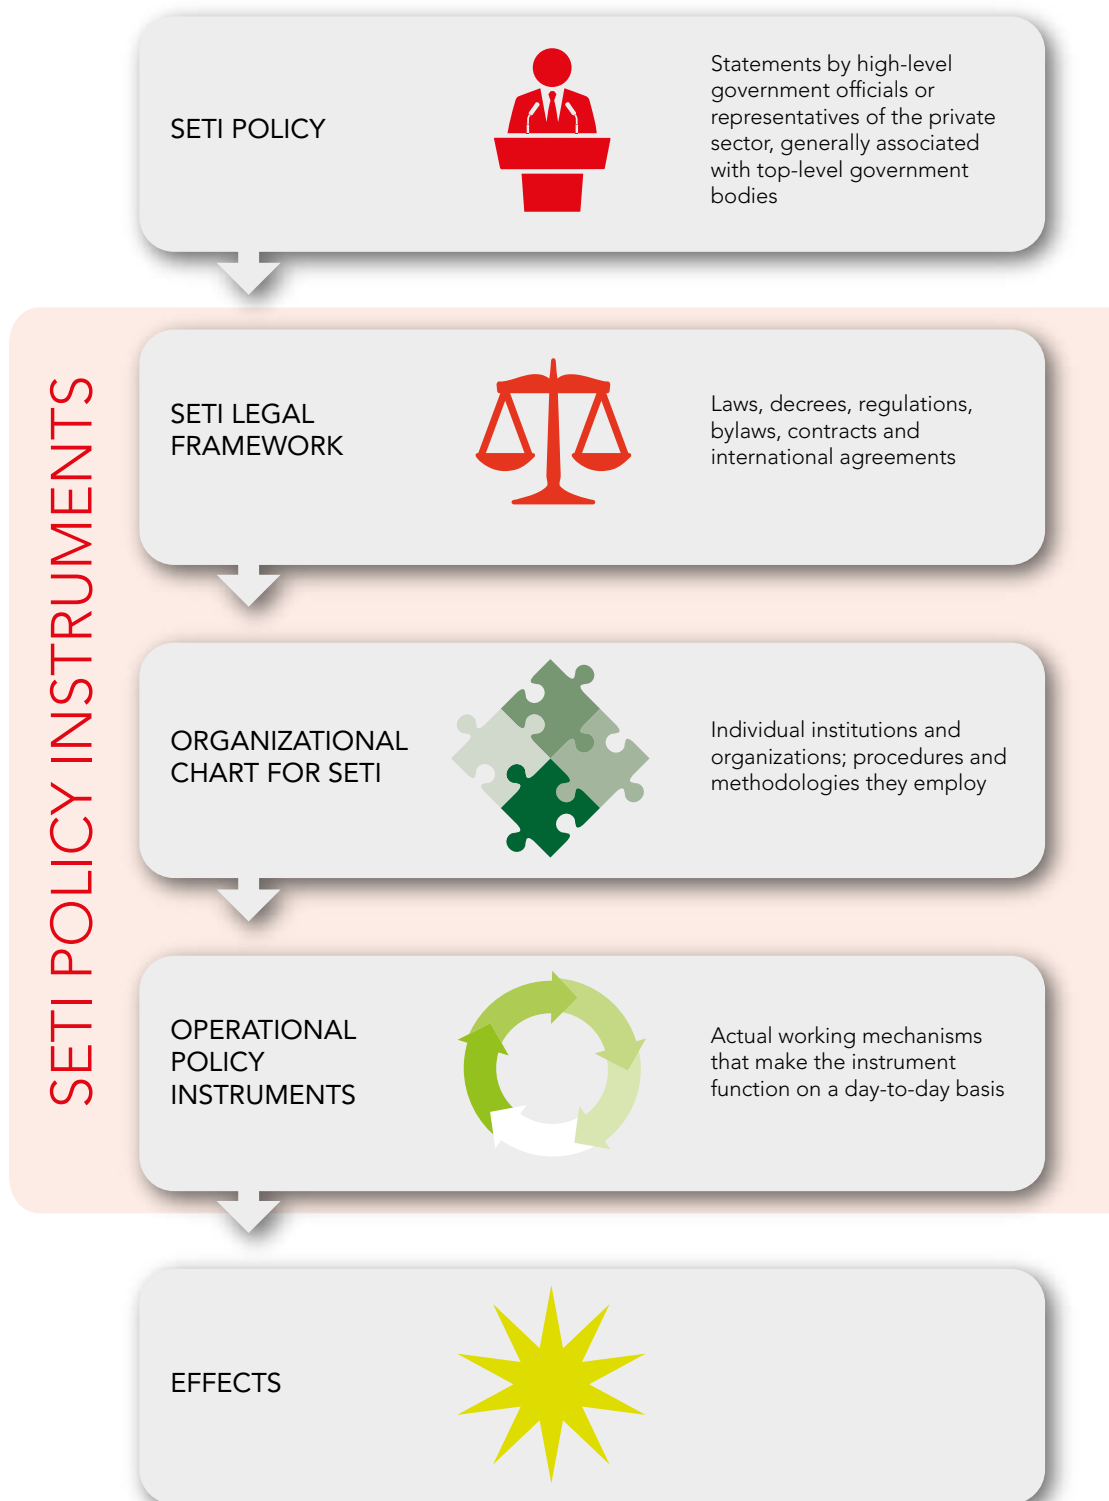 SETI POLICY
Statements by high-level
government officials or
representatives of the private
sector, generally associated
with top-level government
bodies
SETI POLICY INSTRUMENTS
SETI LEGAL
FRAMEWORK
Laws, decrees, regulations,
bylaws, contracts and
international agreements
ORGANIZATIONAL
CHART FOR SETI
Individual institutions and
organizations; procedures and
methodologies they employ
OPERATIONAL
POLICY
INSTRUMENTS
Actual working mechanisms
that make the instrument
function on a day-to-day basis
EFFECTS